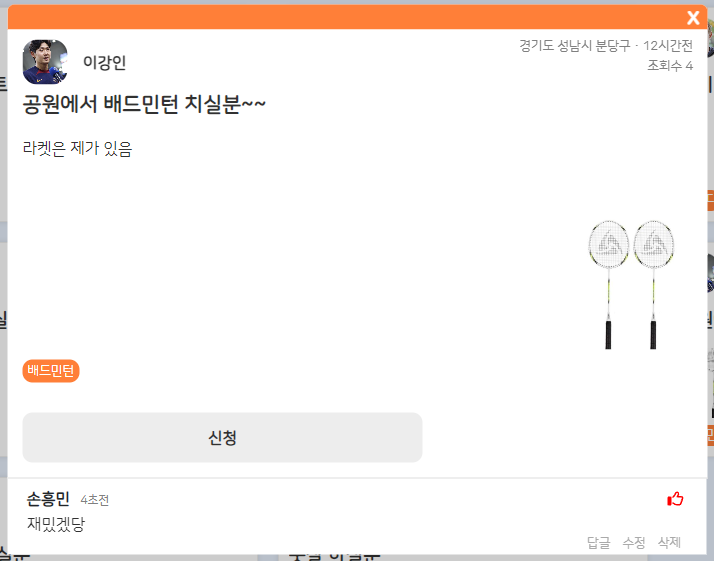 X
이강인
경기도 성남시 분당구 · 12시간전
조회수 4
공원에서 배드민턴 치실분~~
라켓은 제가 있음
배드민턴
신청
손흥민 4초전
재밌겠당
답글 수정 삭제